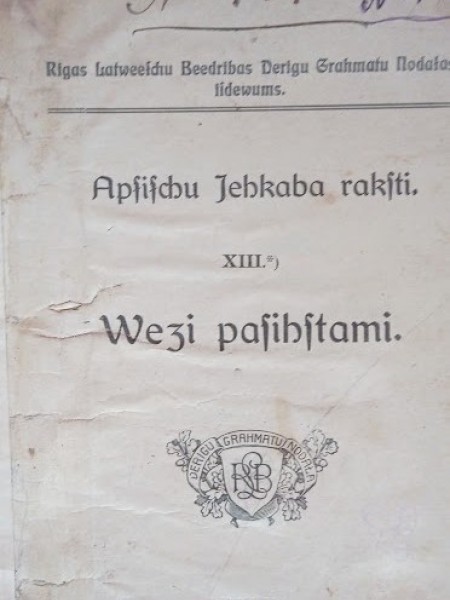 Rigas Latweeschu Beedribas Derigu Grahmatu Nodaļas
isdewums.
Apſiſchu Jehkaba rakſti.
XIII.*)
Wezi paſihſtami.
DERIGU GRAHMATU NODAĻA
RLB